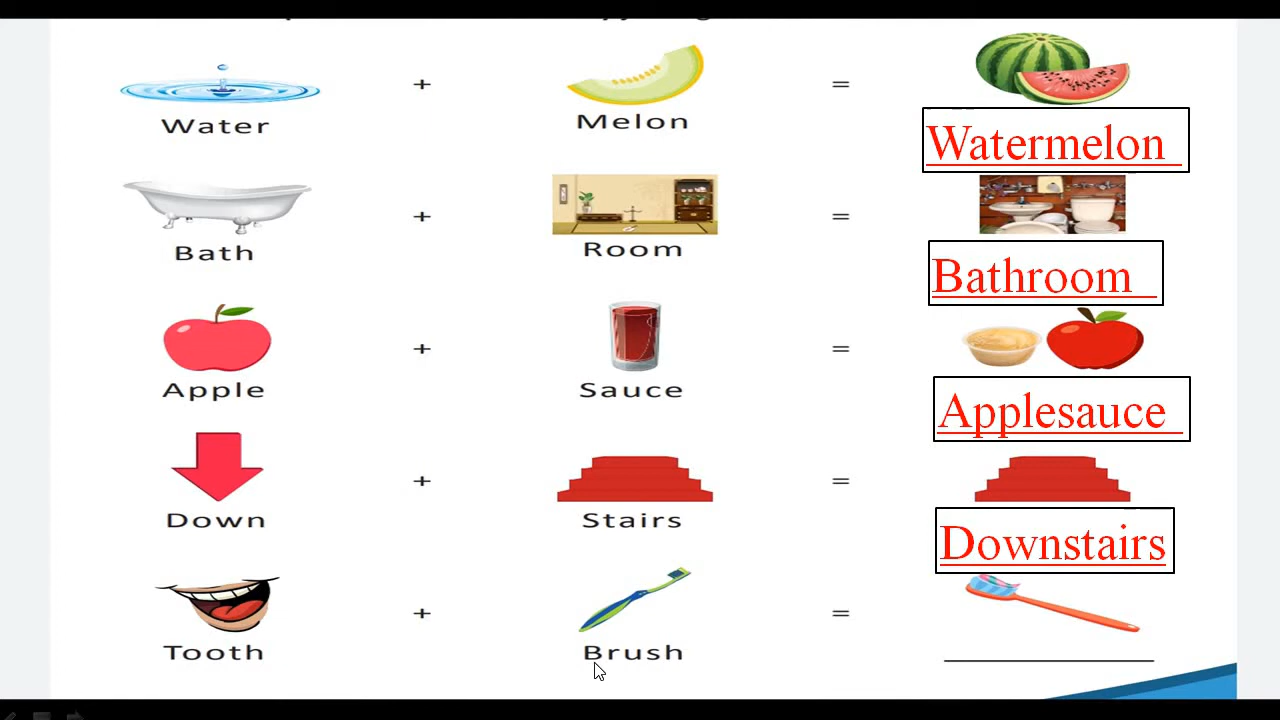 Water + Melon = Watermelon
Bath + Room = Bathroom
Apple + Sauce = Applesauce
Down + Stairs = Downstairs
Tooth + Brush =